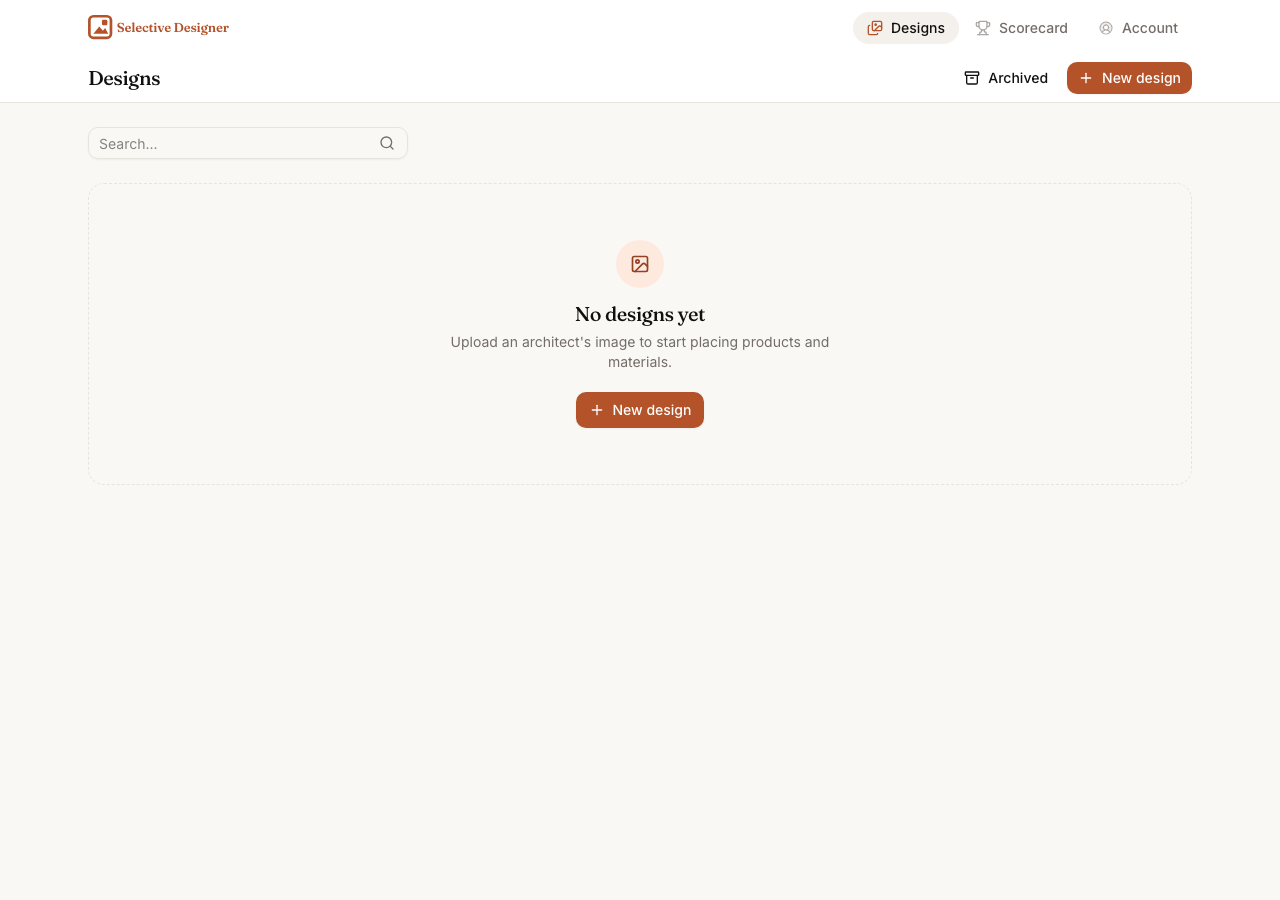 Selective Designer
Designs
Scorecard
Account
Designs
Archived
New design
Search...
No designs yet
Upload an architect's image to start placing products and
materials.
New design